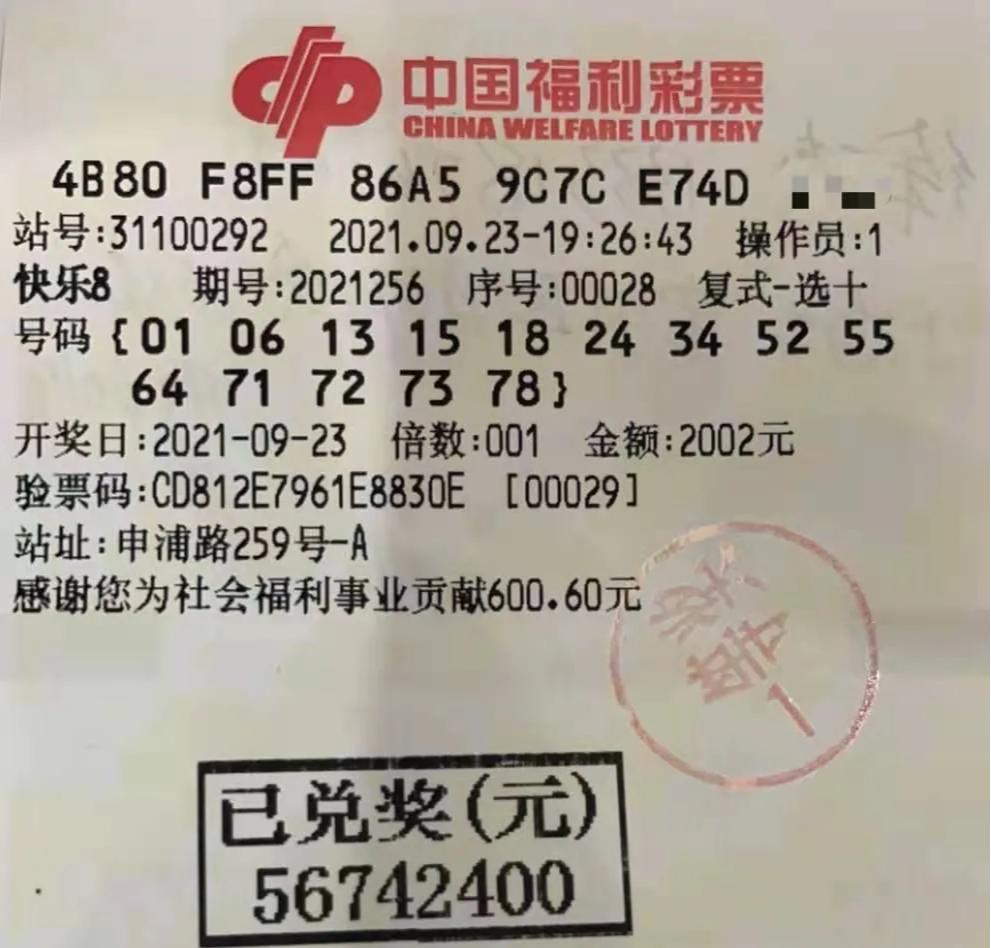 中国福利彩票
CHINA WELFARE LOTTERY
4B80 F8FF 86A5 9C7C E74D
站号:31100292 2021.09.23-19:26:43 操作员:1
快乐8 期号:2021256 序号:00028 复式-选十
号码{01 06 13 15 18 24 34 52 55
64 71 72 73 78}
开奖日:2021-09-23 倍数:001 金额:2002元
验票码:CD812E7961E8830E [00029]
站址:申浦路259号-A
感谢您为社会福利事业贡献600.60元
已兑奖(元)
56742400